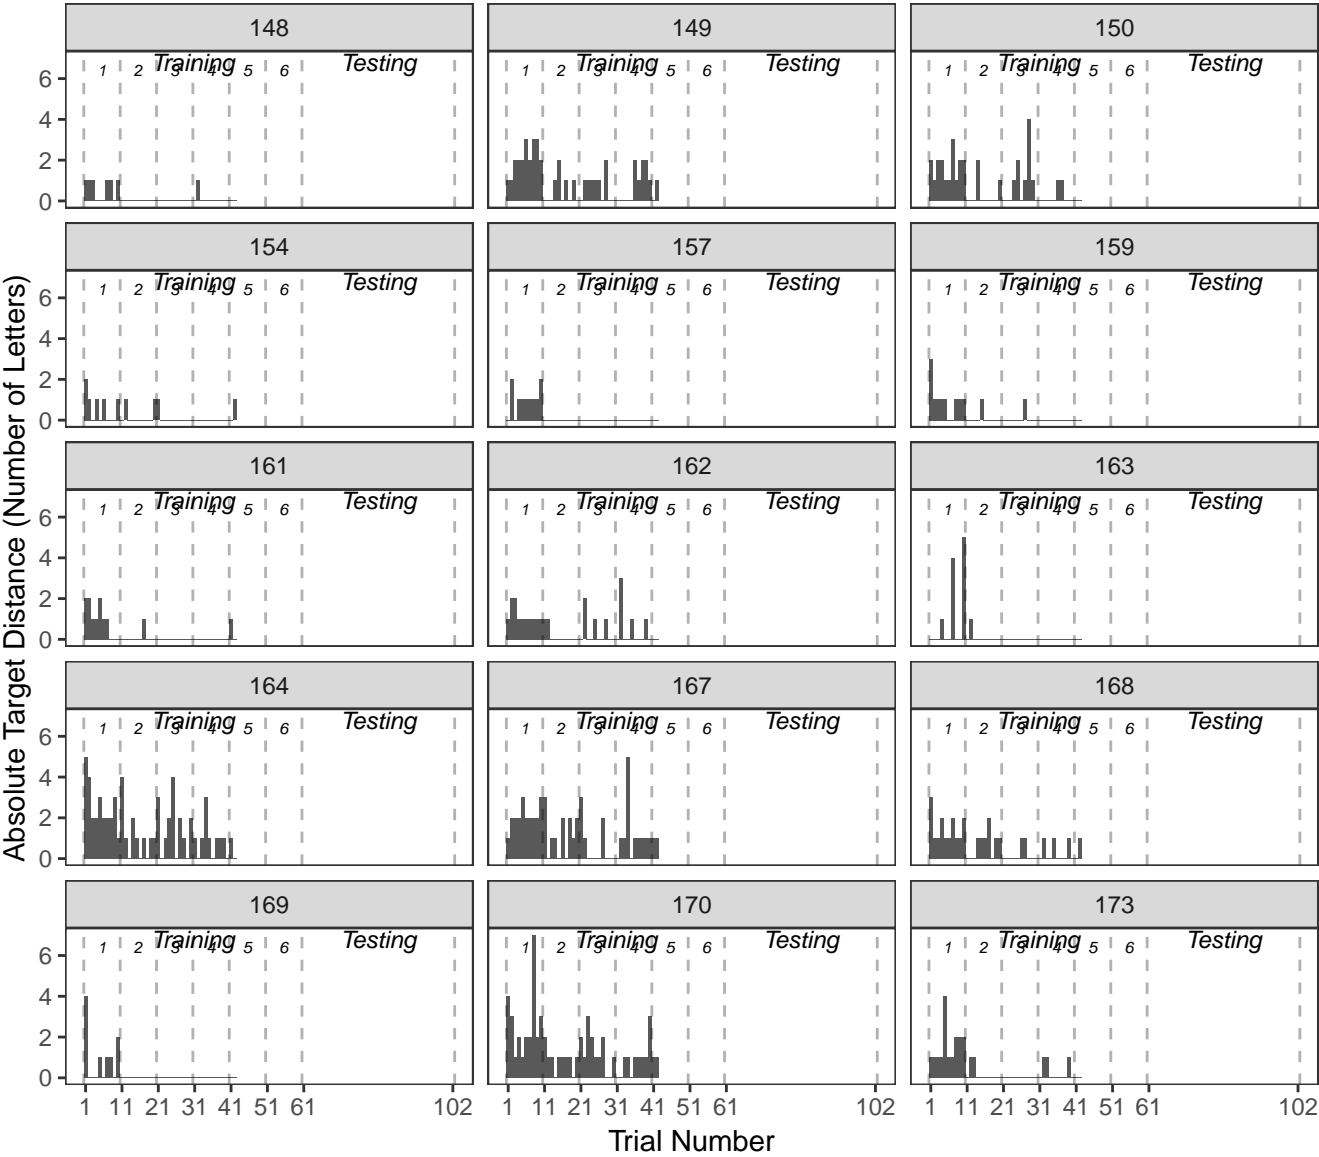 148 149 150
Training Testing Training Testing Training Testing
1 2 3 4 5 6 1 2 3 4 5 6 1 2 3 4 5 6
6
4
2
0
154 157 159
Training Testing Training Testing Training Testing
1 2 3 4 5 6 1 2 3 4 5 6 1 2 3 4 5 6
6
4
2
0
161 162 163
Training Testing Training Testing Training Testing
1 2 3 4 5 6 1 2 3 4 5 6 1 2 3 4 5 6
6
4
2
0
164 167 168
Training Testing Training Testing Training Testing
1 2 3 4 5 6 1 2 3 4 5 6 1 2 3 4 5 6
6
4
2
0
169 170 173
Training Testing Training Testing Training Testing
1 2 3 4 5 6 1 2 3 4 5 6 1 2 3 4 5 6
6
4
2
0
1 11 21 31 41 51 61 102 1 11 21 31 41 51 61 102 1 11 21 31 41 51 61 102
Trial Number
Absolute Target Distance (Number of Letters)